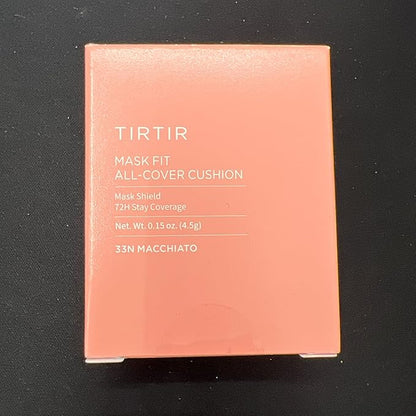 TIRTIR
MASK FIT
ALL-COVER CUSHION
Mask Shield
72H Stay Coverage
Net. Wt. 0.15 oz. (4.5g)
33N MACCHIATO